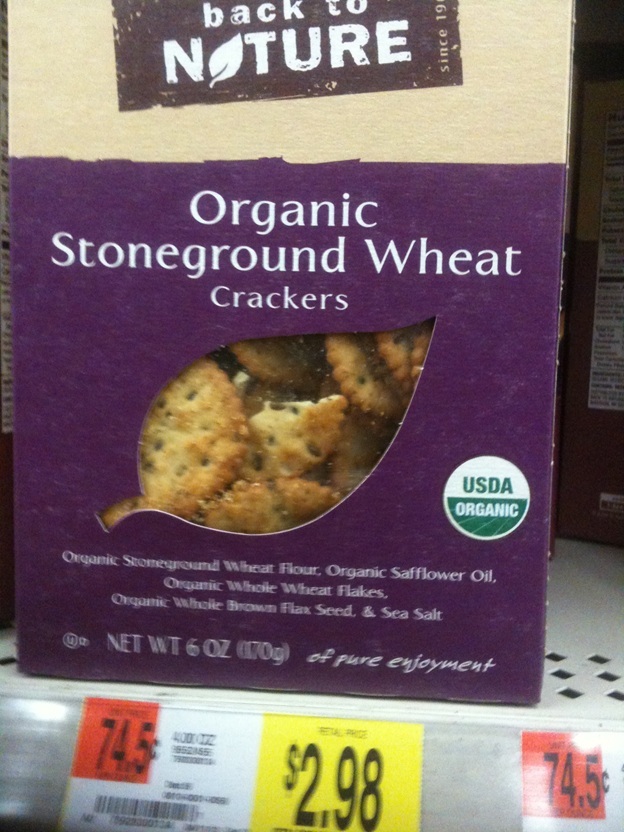 back to
NATURE
since 19
Organic
Stoneground Wheat
Crackers
USDA
ORGANIC
Organic Stoneground Wheat Flour, Organic Safflower Oil,
Organic Whole Wheat Flakes,
Organic Whole Brown Flax Seed, & Sea Salt
NET WT 6 OZ (170g) of pure enjoyment
74.5¢
RETAIL PRICE
$2.98
74.5¢